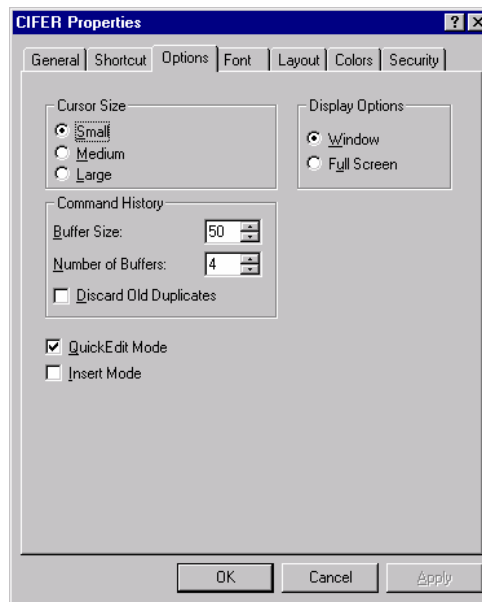 CIFER Properties
General Shortcut Options Font Layout Colors Security
Cursor Size
Small
Medium
Large
Display Options
Window
Full Screen
Command History
Buffer Size: 50
Number of Buffers: 4
Discard Old Duplicates
QuickEdit Mode
Insert Mode
OK Cancel Apply